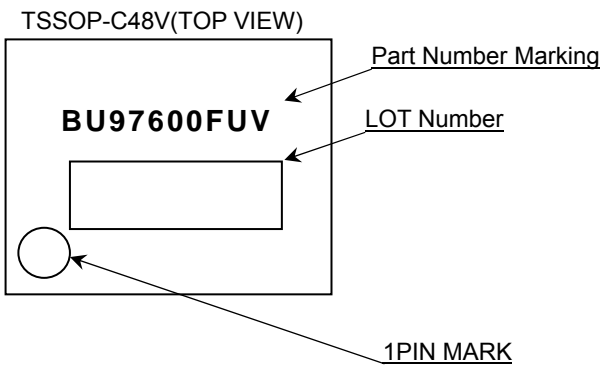 TSSOP-C48V(TOP VIEW)
Part Number Marking
BU97600FUV
LOT Number
1PIN MARK